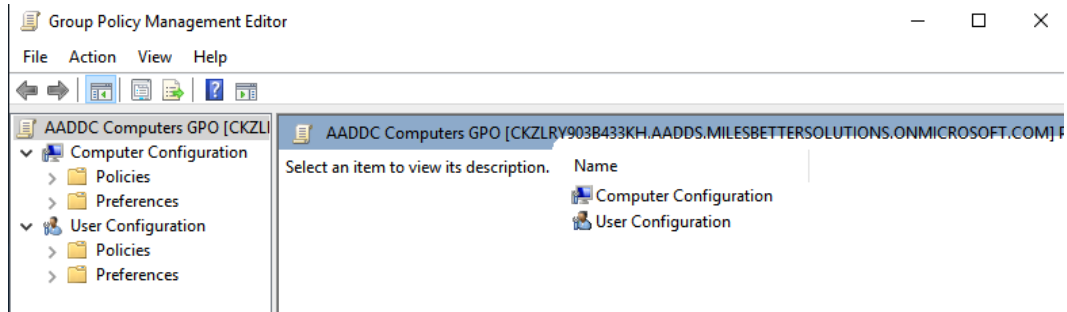 Group Policy Management Editor
File Action View Help
AADDC Computers GPO [CKZLI
Computer Configuration
Policies
Preferences
User Configuration
Policies
Preferences
AADDC Computers GPO [CKZLRY903B433KH.AADDS.MILESBETTERSOLUTIONS.ONMICROSOFT.COM] P
Select an item to view its description.
Name
Computer Configuration
User Configuration